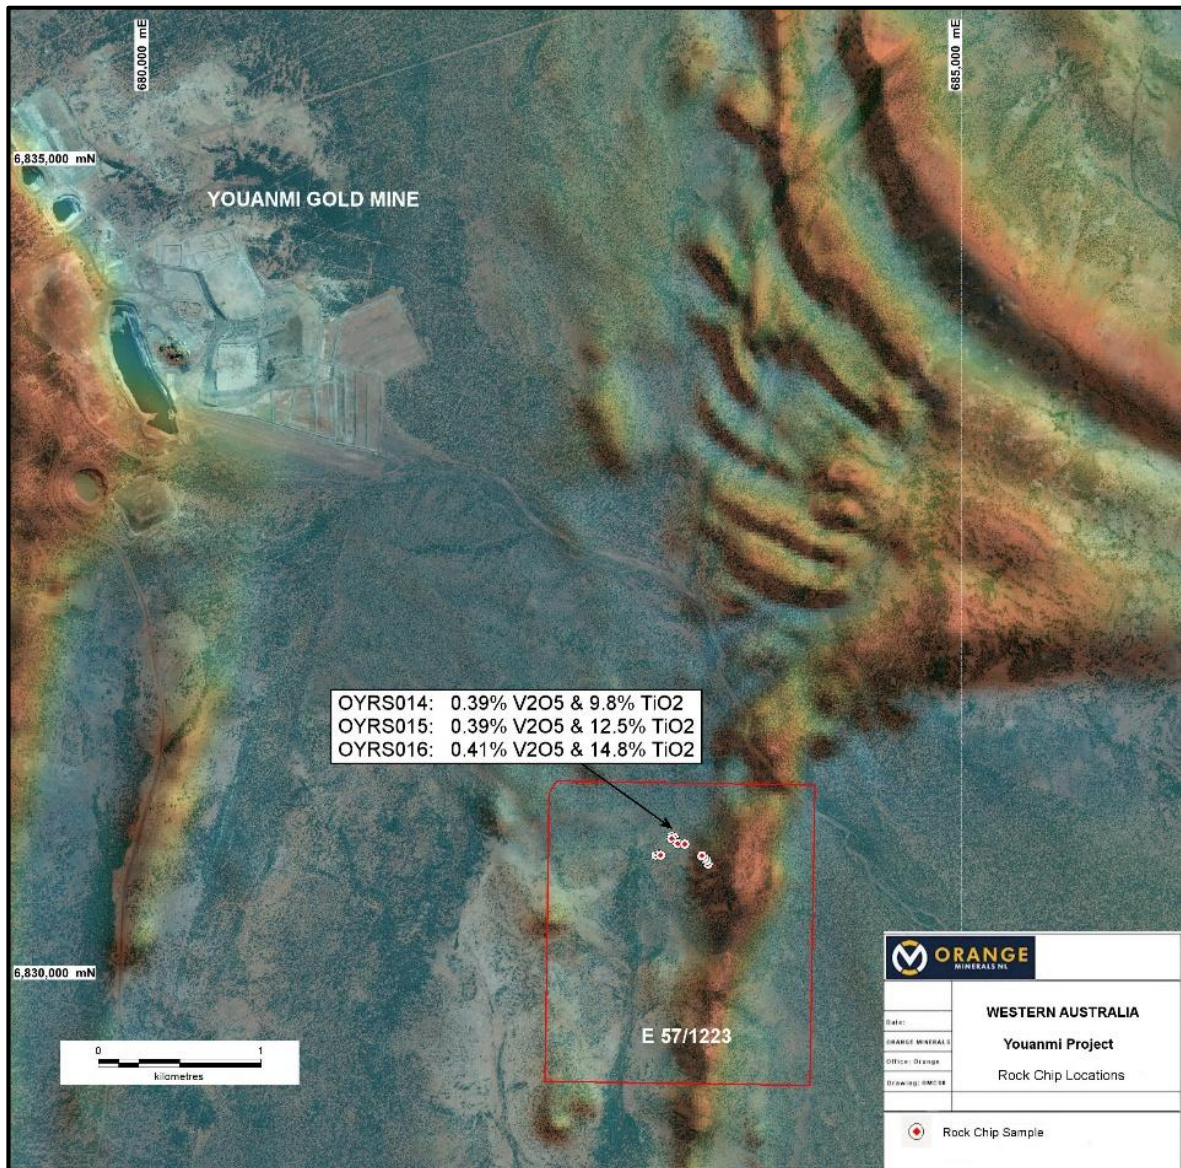 680,000 mE
685,000 mE
6,835,000 mN
YOUANMI GOLD MINE
OYRS014: 0.39% V2O5 & 9.8% TiO2
OYRS015: 0.39% V2O5 & 12.5% TiO2
OYRS016: 0.41% V2O5 & 14.8% TiO2
6,830,000 mN
E 57/1223
0 1
kilometres
ORANGE
MINERALS NL
WESTERN AUSTRALIA
Youanmi Project
Rock Chip Locations
Date:
ORANGE MINERALS
Office: Orange
Drawing:
Rock Chip Sample